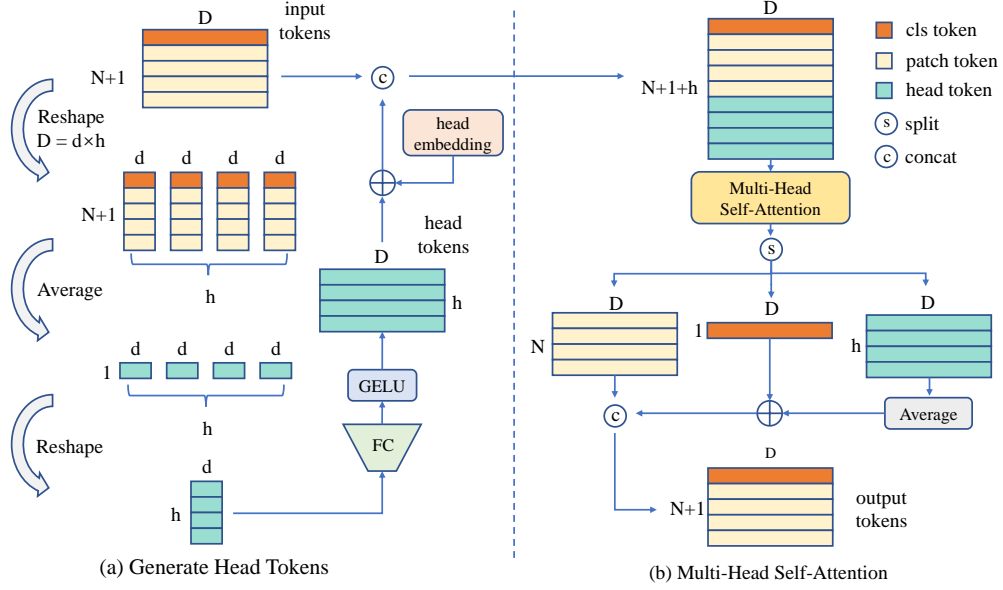 D
input
tokens
N+1
c
Reshape
D = d×h
head
embedding
d d d d
N+1
h
head
tokens
D
h
Average
d d d d
1
h
GELU
Reshape
FC
d
h
(a) Generate Head Tokens
D
N+1+h
cls token
patch token
head token
s split
c concat
Multi-Head
Self-Attention
s
D D D
N 1 h
c
Average
D
N+1
output
tokens
(b) Multi-Head Self-Attention